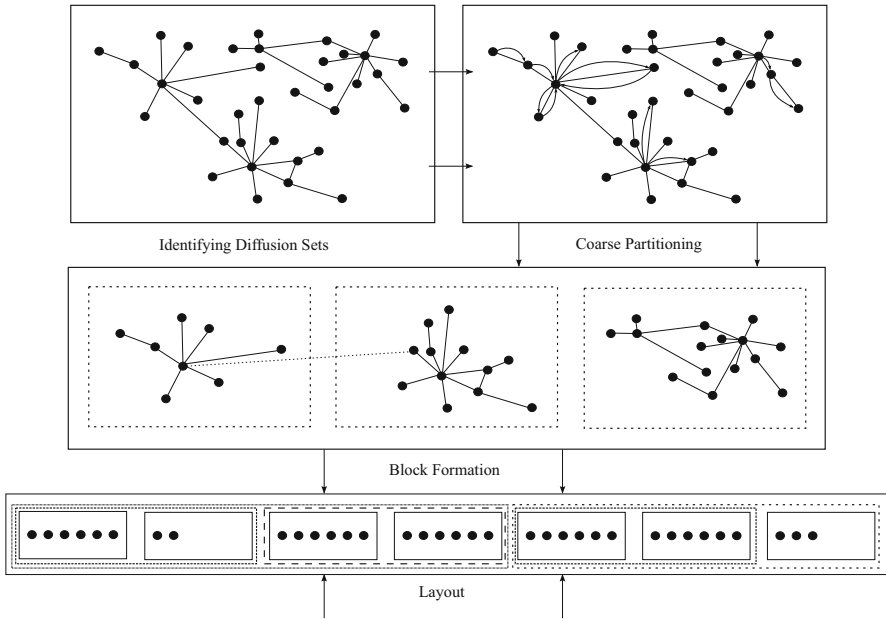 Identifying Diffusion Sets
Coarse Partitioning
Block Formation
Layout